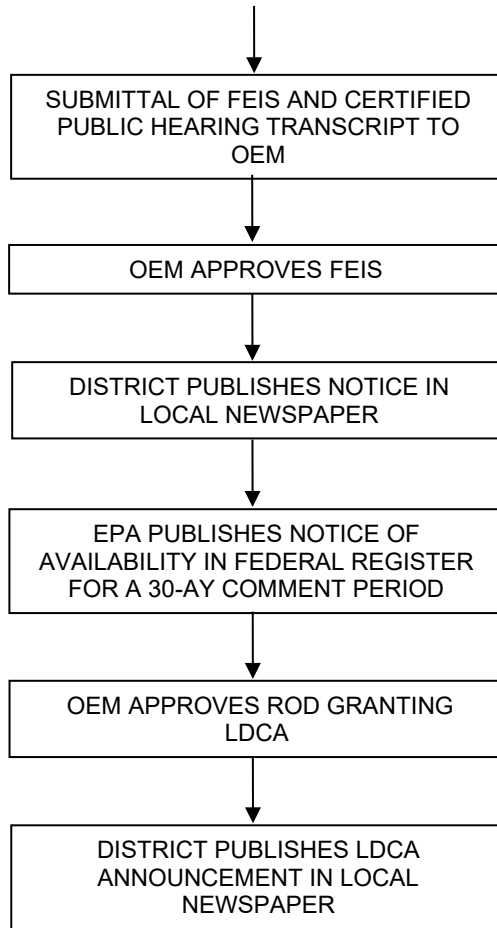 SUBMITTAL OF FEIS AND CERTIFIED
PUBLIC HEARING TRANSCRIPT TO
OEM
OEM APPROVES FEIS
DISTRICT PUBLISHES NOTICE IN
LOCAL NEWSPAPER
EPA PUBLISHES NOTICE OF
AVAILABILITY IN FEDERAL REGISTER
FOR A 30-AY COMMENT PERIOD
OEM APPROVES ROD GRANTING
LDCA
DISTRICT PUBLISHES LDCA
ANNOUNCEMENT IN LOCAL
NEWSPAPER